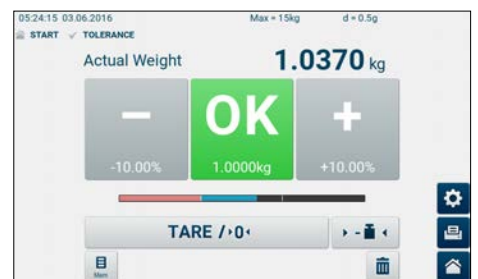 05:24:15 03.06.2016 Max = 15kg d = 0.5g
START TOLERANCE
Actual Weight 1.0370 kg
− OK +
-10.00% 1.0000kg +10.00%
TARE /›0‹
Mem